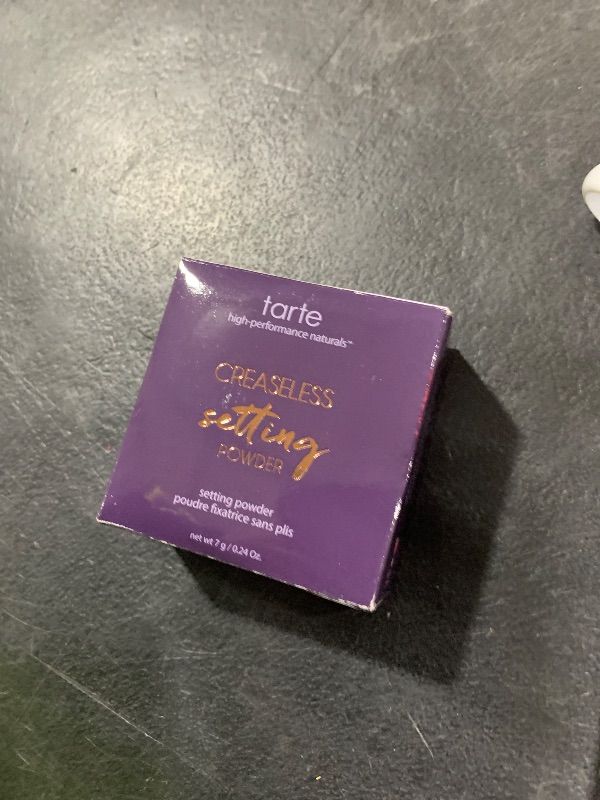 tarte
high-performance naturals™
CREASELESS
setting
POWDER
setting powder
poudre fixatrice sans plis
net wt 7 g / 0.24 Oz.